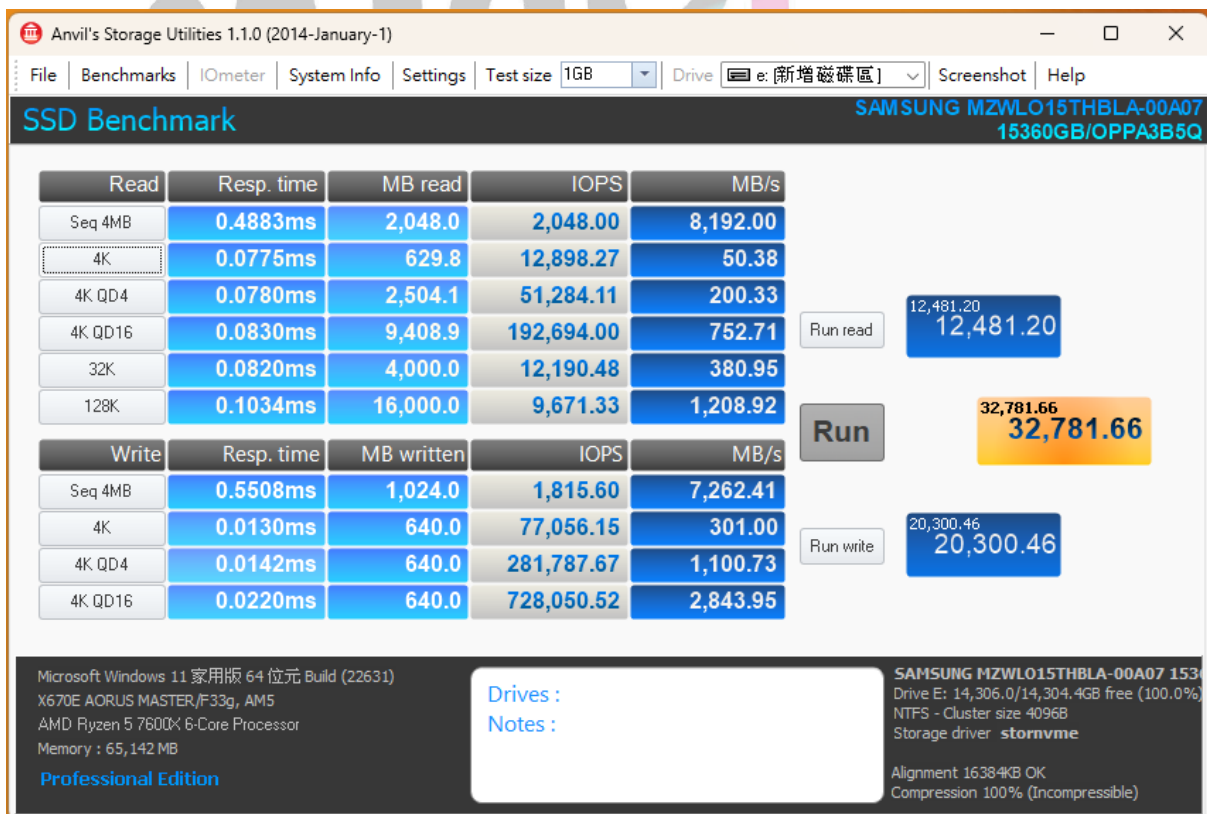 Anvil's Storage Utilities 1.1.0 (2014-January-1)
File Benchmarks IOmeter System Info Settings Test size 1GB Drive e: [新增磁碟區] Screenshot Help
SSD Benchmark
SAMSUNG MZWLO15THBLA-00A07
15360GB/OPPA3B5Q
Read Resp. time MB read IOPS MB/s
Seq 4MB 0.4883ms 2,048.0 2,048.00 8,192.00
4K 0.0775ms 629.8 12,898.27 50.38
4K QD4 0.0780ms 2,504.1 51,284.11 200.33
4K QD16 0.0830ms 9,408.9 192,694.00 752.71
32K 0.0820ms 4,000.0 12,190.48 380.95
128K 0.1034ms 16,000.0 9,671.33 1,208.92
Run read
12,481.20
12,481.20
Run
32,781.66
32,781.66
Write Resp. time MB written IOPS MB/s
Seq 4MB 0.5508ms 1,024.0 1,815.60 7,262.41
4K 0.0130ms 640.0 77,056.15 301.00
4K QD4 0.0142ms 640.0 281,787.67 1,100.73
4K QD16 0.0220ms 640.0 728,050.52 2,843.95
Run write
20,300.46
20,300.46
Microsoft Windows 11 家用版 64 位元 Build (22631)
X670E AORUS MASTER/F33g, AM5
AMD Ryzen 5 7600X 6-Core Processor
Memory : 65,142 MB
Professional Edition
Drives :
Notes :
SAMSUNG MZWLO15THBLA-00A07 153
Drive E: 14,306.0/14,304.4GB free (100.0%)
NTFS - Cluster size 4096B
Storage driver stornvme
Alignment 16384KB OK
Compression 100% (Incompressible)